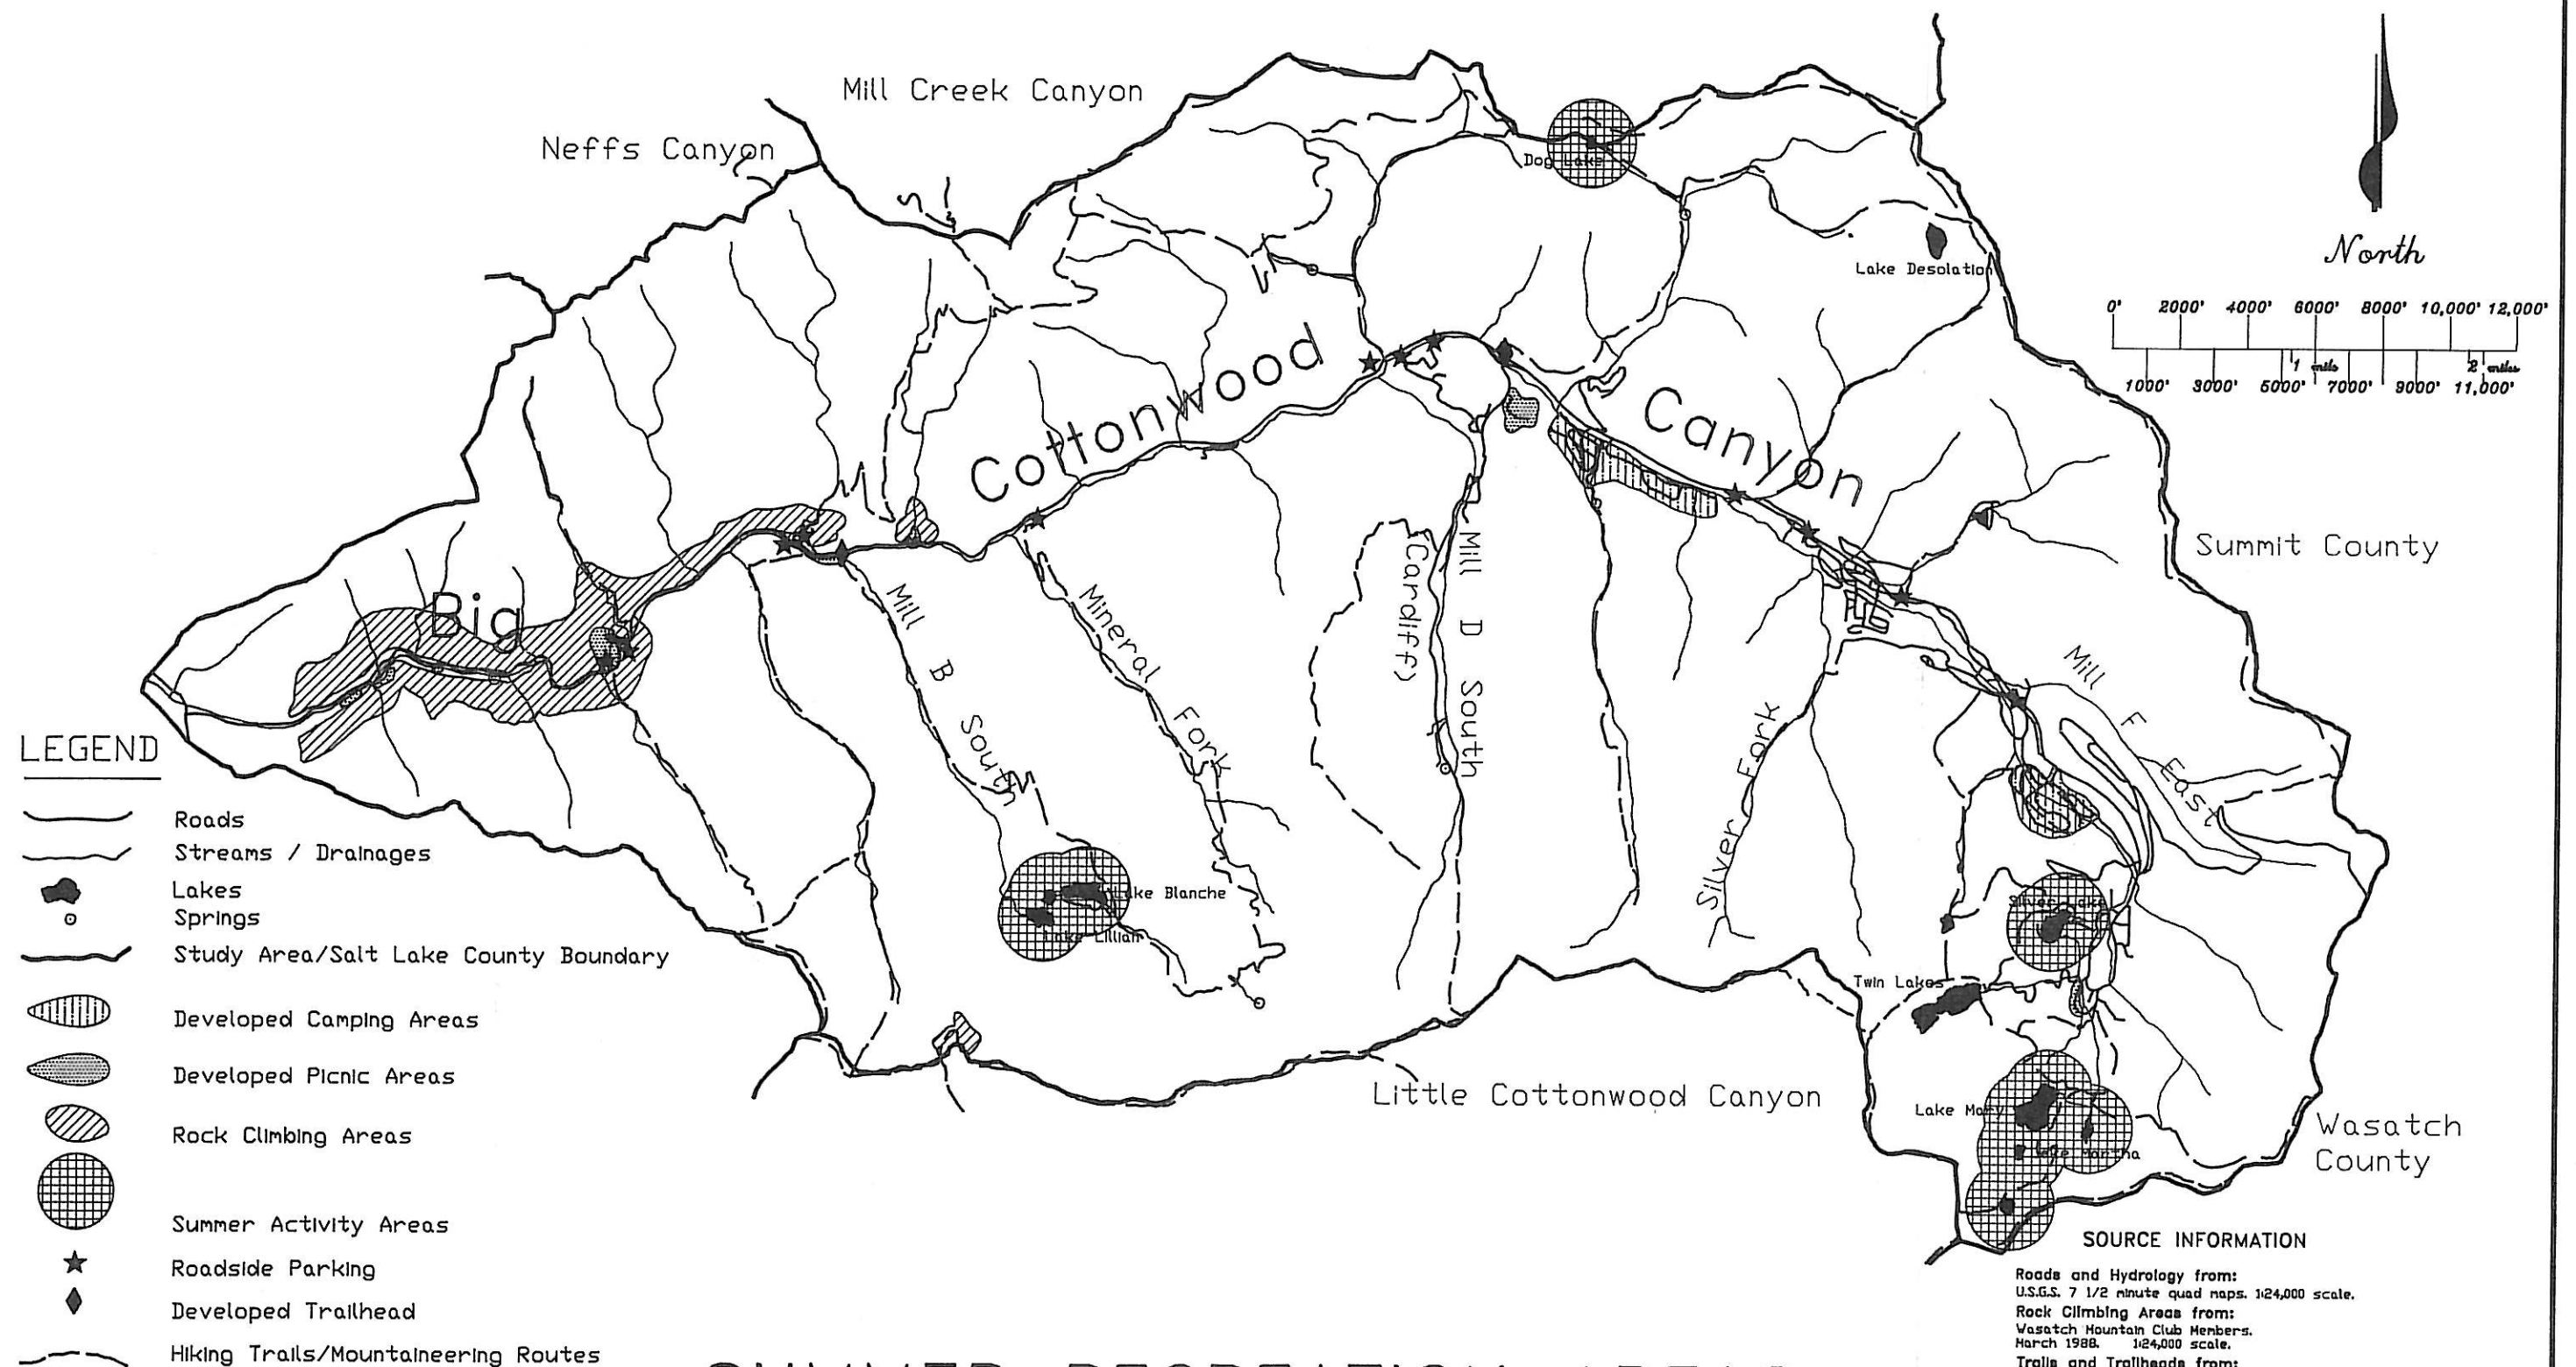 Mill Creek Canyon
Neffs Canyon
Dog Lake
Lake Desolation
North
0' 2000' 4000' 6000' 8000' 10,000' 12,000'
1 mile 2 miles
1000' 3000' 5000' 7000' 9000' 11,000'
Big Cottonwood Canyon
Summit County
Mill B South
Mineral Fork
(Cardiff)
Mill D South
Silver Fork
Mill F East
Lake Blanche
Lake Lillian
Silver Lake
Twin Lakes
Lake Mary
Lake Martha
Little Cottonwood Canyon
Wasatch
County
LEGEND
Roads
Streams / Drainages
Lakes
Springs
Study Area/Salt Lake County Boundary
Developed Camping Areas
Developed Picnic Areas
Rock Climbing Areas
Summer Activity Areas
Roadside Parking
Developed Trailhead
Hiking Trails/Mountaineering Routes
SOURCE INFORMATION
Roads and Hydrology from:
U.S.G.S. 7 1/2 minute quad maps. 1:24,000 scale.
Rock Climbing Areas from:
Wasatch Mountain Club Members.
March 1988. 1:24,000 scale.
Trails and Trailheads from:
SUMMER RECREATION